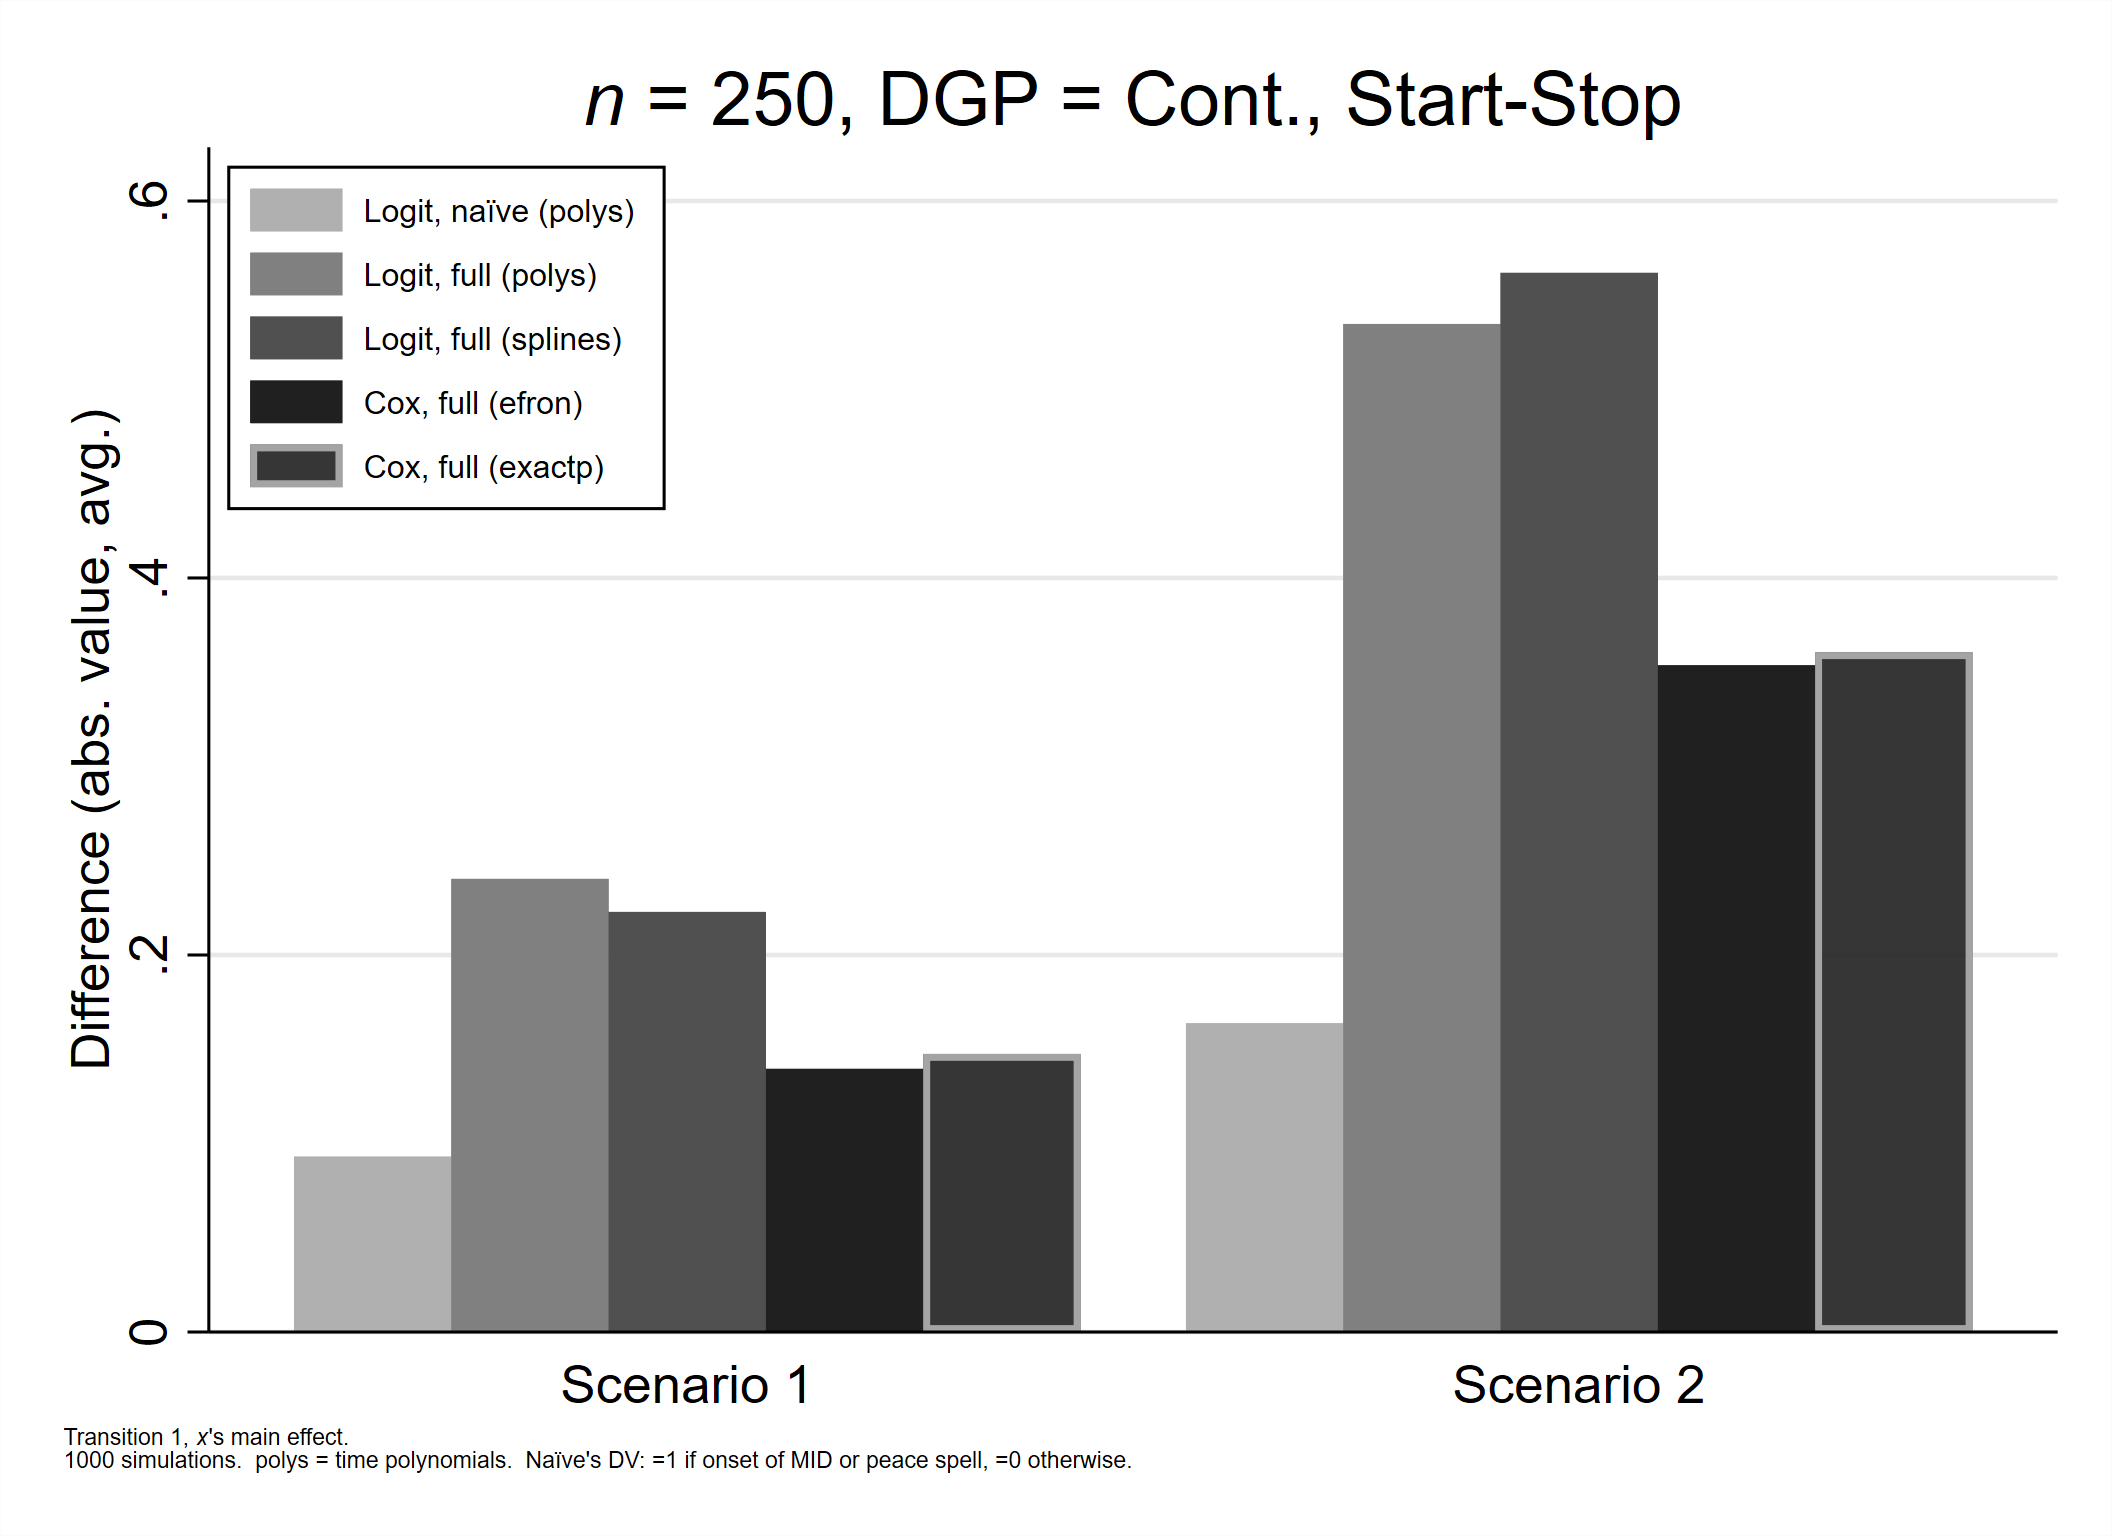 n = 250, DGP = Cont., Start-Stop
Difference (abs. value, avg.)
.6
.4
.2
0
Logit, naïve (polys)
Logit, full (polys)
Logit, full (splines)
Cox, full (efron)
Cox, full (exactp)
Scenario 1
Scenario 2
Transition 1, x's main effect.
1000 simulations.  polys = time polynomials.  Naïve's DV: =1 if onset of MID or peace spell, =0 otherwise.